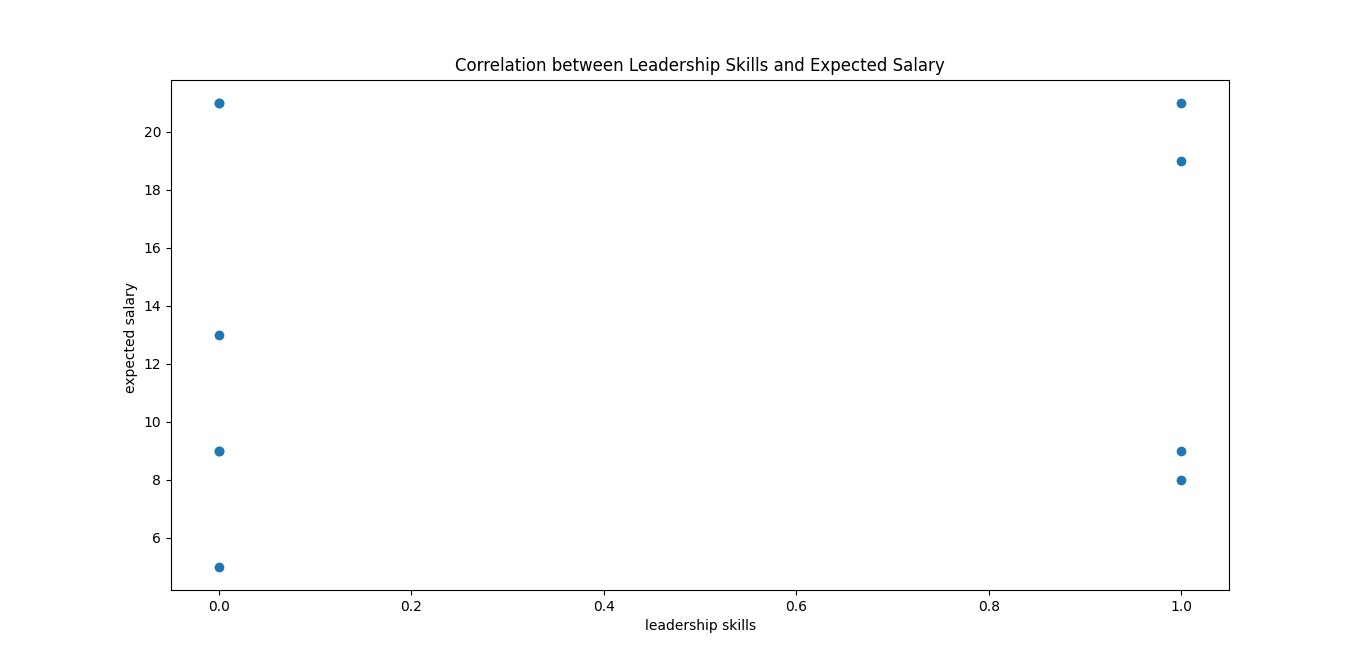 Correlation between Leadership Skills and Expected Salary
20
18
16
14
12
10
8
6
expected salary
0.0 0.2 0.4 0.6 0.8 1.0
leadership skills